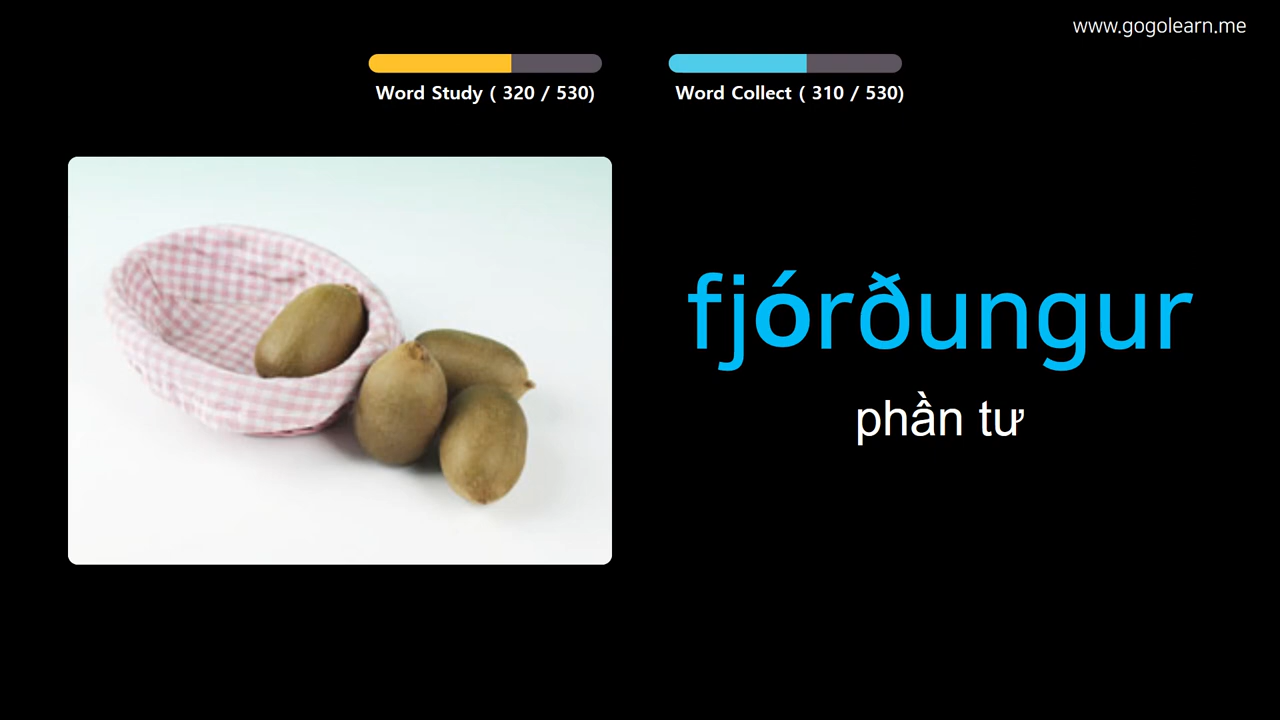 www.gogolearn.me
Word Study ( 320 / 530)
Word Collect ( 310 / 530)
fjórðungur
phần tư